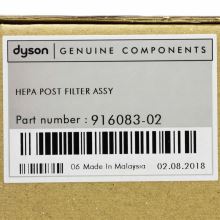 dyson GENUINE COMPONENTS
HEPA POST FILTER ASSY
Part number : 916083-02
06 Made In Malaysia 02.08.2018